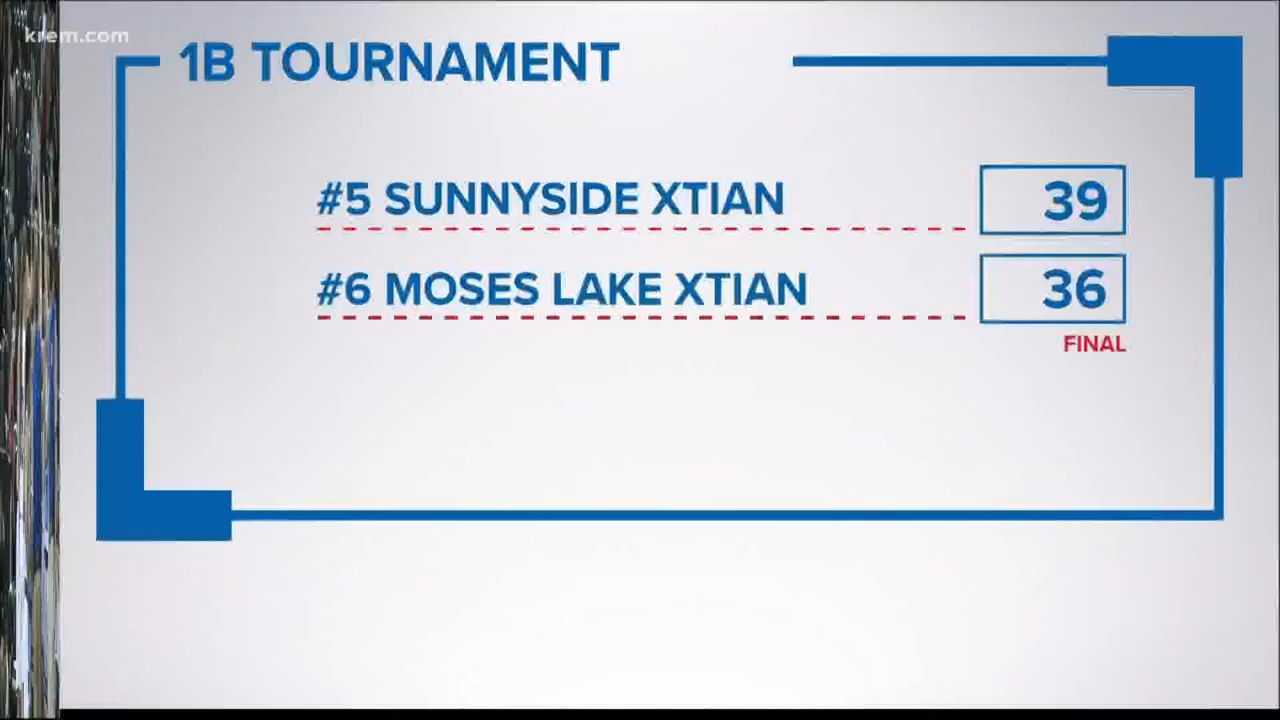 krem.com
1B TOURNAMENT
#5 SUNNYSIDE XTIAN 39
#6 MOSES LAKE XTIAN 36
FINAL